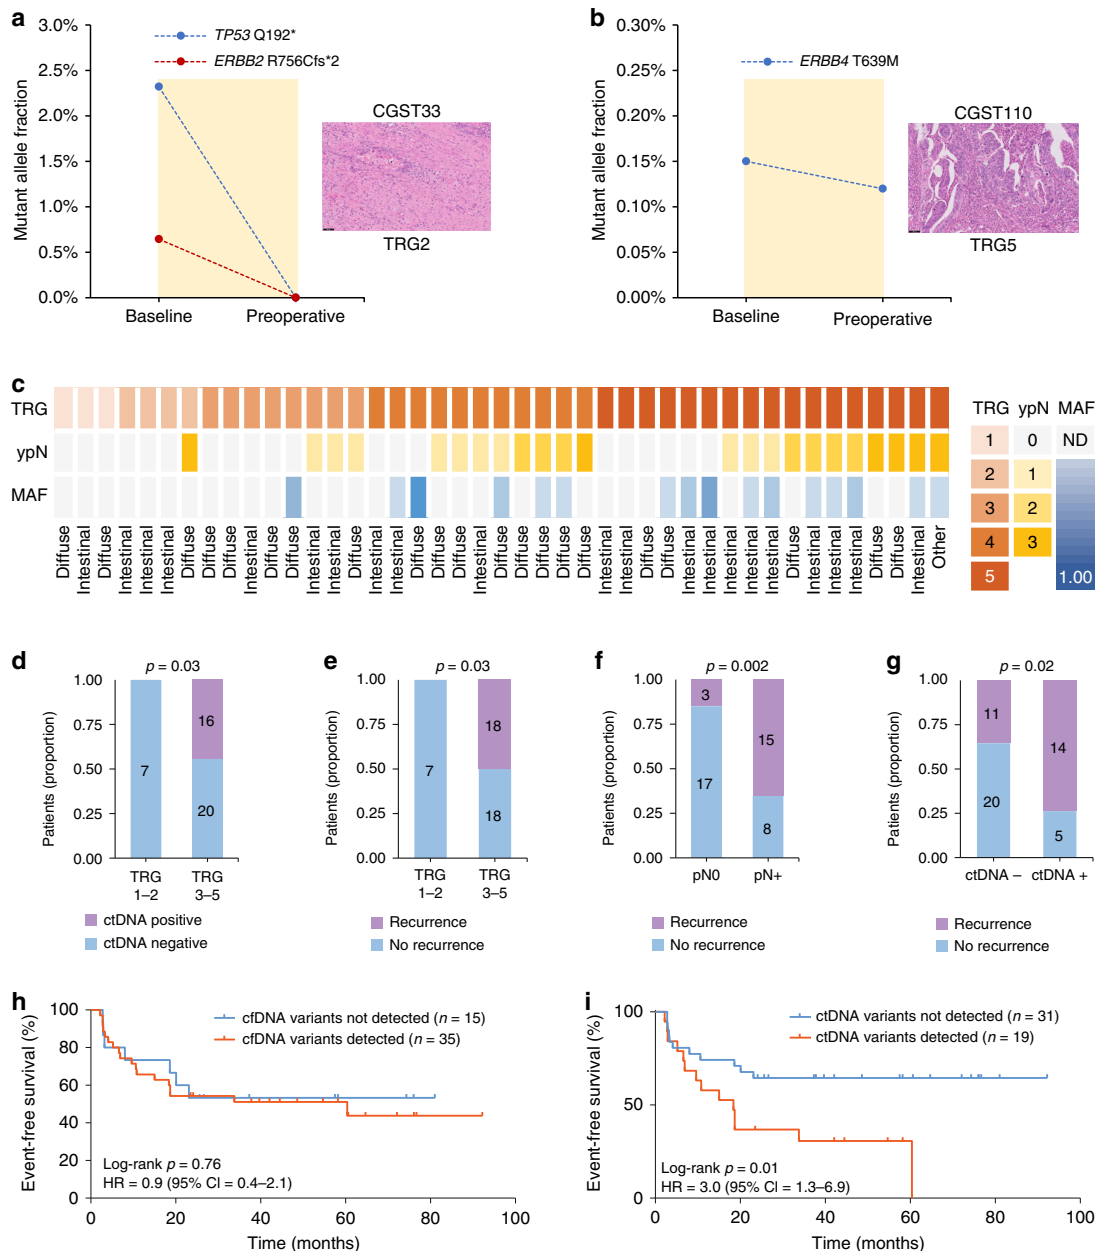 a
3.0%
2.5%
2.0%
1.5%
1.0%
0.5%
0.0%
Mutant allele fraction
TP53 Q192*
ERBB2 R756Cfs*2
Baseline
Preoperative
CGST33
TRG2
b
0.30%
0.25%
0.20%
0.15%
0.10%
0.05%
0.00%
Mutant allele fraction
ERBB4 T639M
Baseline
Preoperative
CGST110
TRG5
c
TRG
ypN
MAF
Diffuse
Intestinal
Diffuse
Intestinal
Intestinal
Intestinal
Diffuse
Diffuse
Diffuse
Intestinal
Diffuse
Diffuse
Intestinal
Intestinal
Diffuse
Intestinal
Intestinal
Diffuse
Diffuse
Diffuse
Intestinal
Diffuse
Diffuse
Diffuse
Diffuse
Diffuse
Intestinal
Intestinal
Diffuse
Diffuse
Intestinal
Intestinal
Diffuse
Intestinal
Intestinal
Diffuse
Intestinal
Intestinal
Intestinal
Diffuse
Diffuse
Intestinal
Other
TRG ypN MAF
1 0 ND
2 1
3 2
4 3
5 1.00
d
p = 0.03
1.00
0.75
0.50
0.25
0.00
Patients (proportion)
7
16
20
TRG 1–2
TRG 3–5
ctDNA positive
ctDNA negative
e
p = 0.03
1.00
0.75
0.50
0.25
0.00
Patients (proportion)
7
18
18
TRG 1–2
TRG 3–5
Recurrence
No recurrence
f
p = 0.002
1.00
0.75
0.50
0.25
0.00
Patients (proportion)
3
17
15
8
pN0
pN+
Recurrence
No recurrence
g
p = 0.02
1.00
0.75
0.50
0.25
0.00
Patients (proportion)
11
20
14
5
ctDNA –
ctDNA +
Recurrence
No recurrence
h
100
80
60
40
20
0
Event-free survival (%)
cfDNA variants not detected (n = 15)
cfDNA variants detected (n = 35)
Log-rank p = 0.76
HR = 0.9 (95% CI = 0.4–2.1)
0 20 40 60 80 100
Time (months)
i
100
50
0
Event-free survival (%)
ctDNA variants not detected (n = 31)
ctDNA variants detected (n = 19)
Log-rank p = 0.01
HR = 3.0 (95% CI = 1.3–6.9)
0 20 40 60 80 100
Time (months)